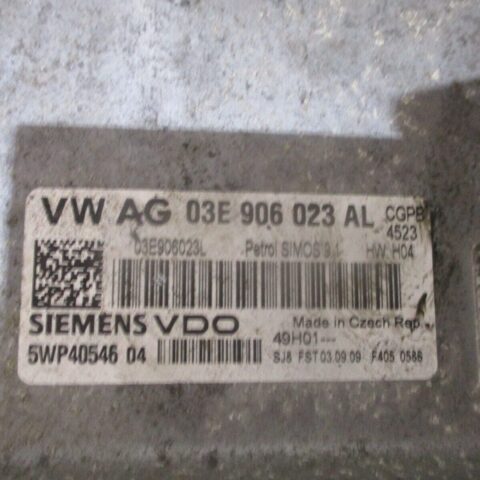 VW AG 03E 906 023 AL CGPB
4523
03E906023L Petrol SIMOS 9.1 HW H04
SIEMENS VDO Made in Czech Rep.
49H01---
5WP40546 04 SJ8 FST 03.09.09 F405 0586